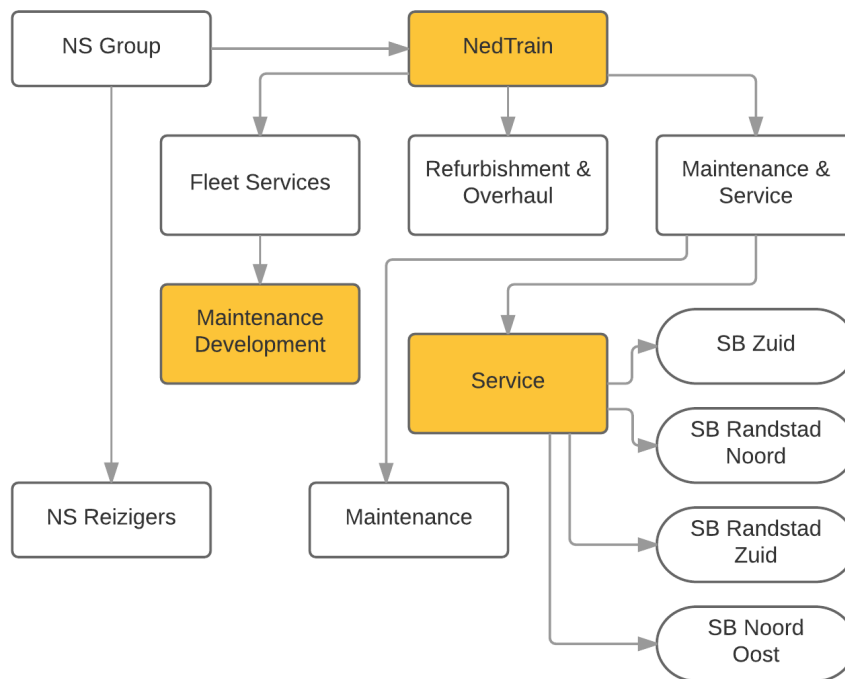 NS Group
NedTrain
Fleet Services
Refurbishment &
Overhaul
Maintenance &
Service
Maintenance
Development
Service
SB Zuid
SB Randstad
Noord
NS Reizigers
Maintenance
SB Randstad
Zuid
SB Noord
Oost